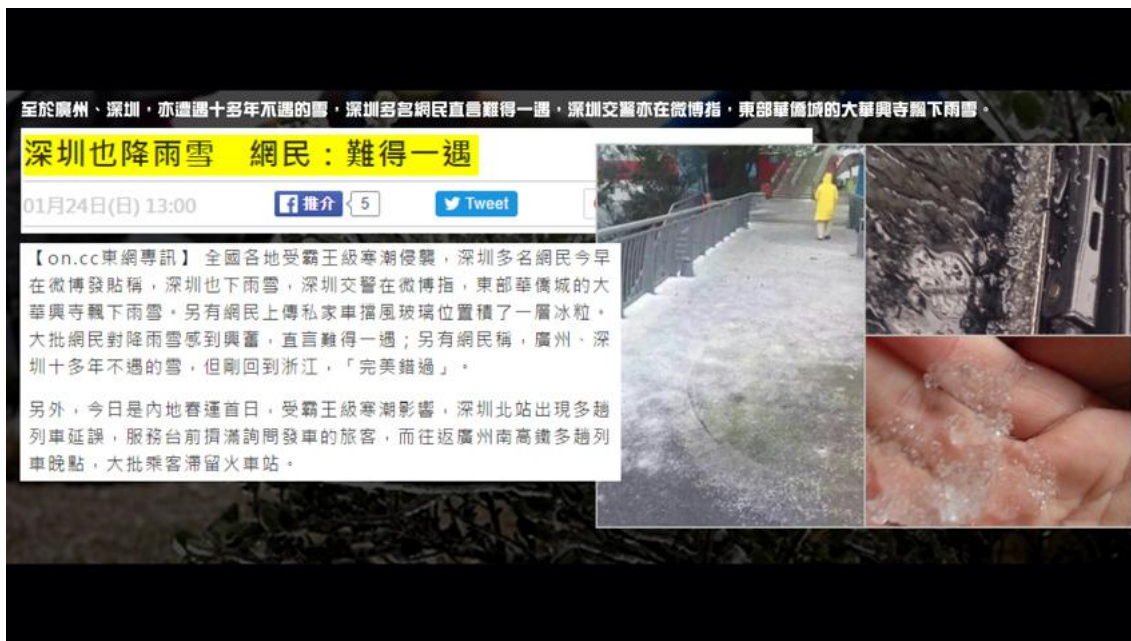 至於廣州、深圳，亦遭遇十多年不遇的雪，深圳多名網民直言難得一遇，深圳交警亦在微博指，東部華僑城的大華興寺飄下雨雪。
深圳也降雨雪　網民：難得一遇
01月24日(日) 13:00
推介 5
Tweet
【on.cc東網專訊】 全國各地受霸王級寒潮侵襲，深圳多名網民今早
在微博發貼稱，深圳也下雨雪，深圳交警在微博指，東部華僑城的大
華興寺飄下雨雪。另有網民上傳私家車擋風玻璃位置積了一層冰粒。
大批網民對降雨雪感到興奮，直言難得一遇；另有網民稱，廣州、深
圳十多年不遇的雪，但剛回到浙江，「完美錯過」。
另外，今日是內地春運首日，受霸王級寒潮影響，深圳北站出現多趟
列車延誤，服務台前擠滿詢問發車的旅客，而往返廣州南高鐵多趟列
車晚點，大批乘客滯留火車站。